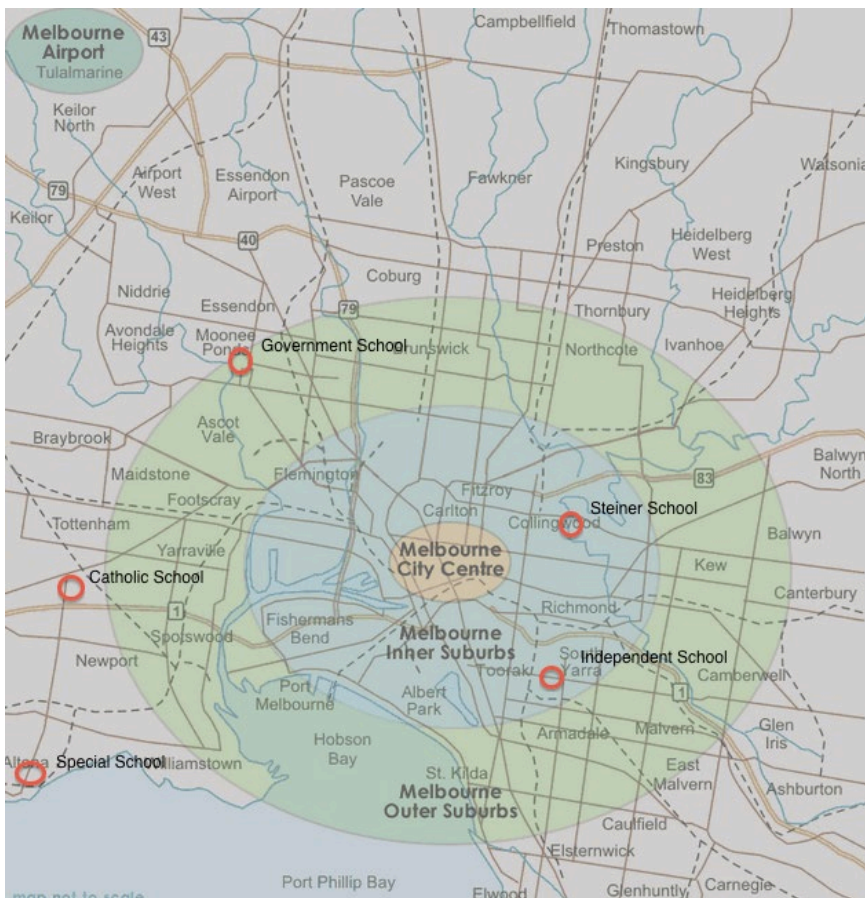 Campbellfield
Melbourne
Airport
Tulalmarine
43
Thomastown
Keilor
North
Airport
West
Essendon
Airport
Pascoe
Vale
Fawkner
Kingsbury
Watsonia
79
Keilor
40
Preston
Heidelberg
West
Coburg
Niddrie
Essendon
79
Thornbury
Heidelberg
Heights
Avondale
Heights
Moonee
Ponds
Government School
Brunswick
Northcote
Ivanhoe
Ascot
Vale
Braybrook
Maidstone
Flemington
83
Balwyn
North
Footscray
Fitzroy
Carlton
Steiner School
Collingwood
Tottenham
Balwyn
Yarraville
Melbourne
City Centre
Kew
Catholic School
Canterbury
1
Richmond
Fishermans
Bend
Spotswood
Melbourne
Inner Suburbs
Newport
South
Yarra
Independent School
Toorak
Camberwell
Port
Melbourne
Albert
Park
1
Glen
Iris
Malvern
Armadale
Hobson
Bay
Altona
Special School
Williamstown
St. Kilda
East
Malvern
Melbourne
Outer Suburbs
Ashburton
Caulfield
Elsternwick
Port Phillip Bay
Carnegie
Elwood
Glenhuntly
map not to scale